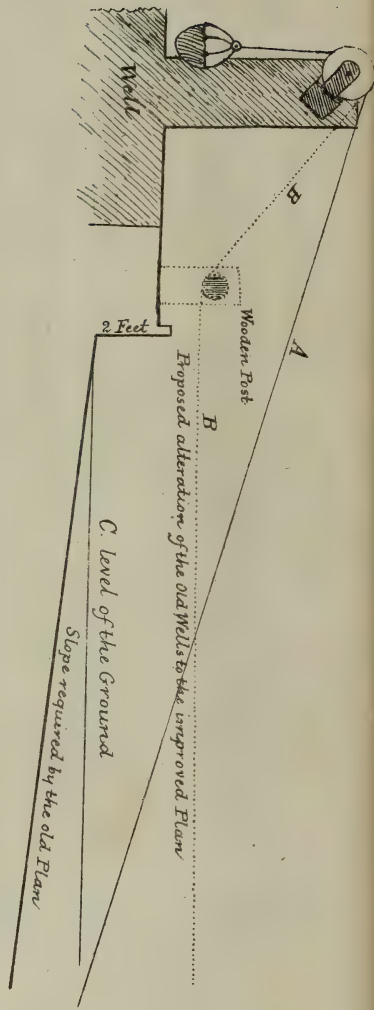 Well
B
Wooden Post
A
2 Feet
B
Proposed alteration of the Old Wells to the improved Plan
C. level of the Ground
Slope required by the old Plan